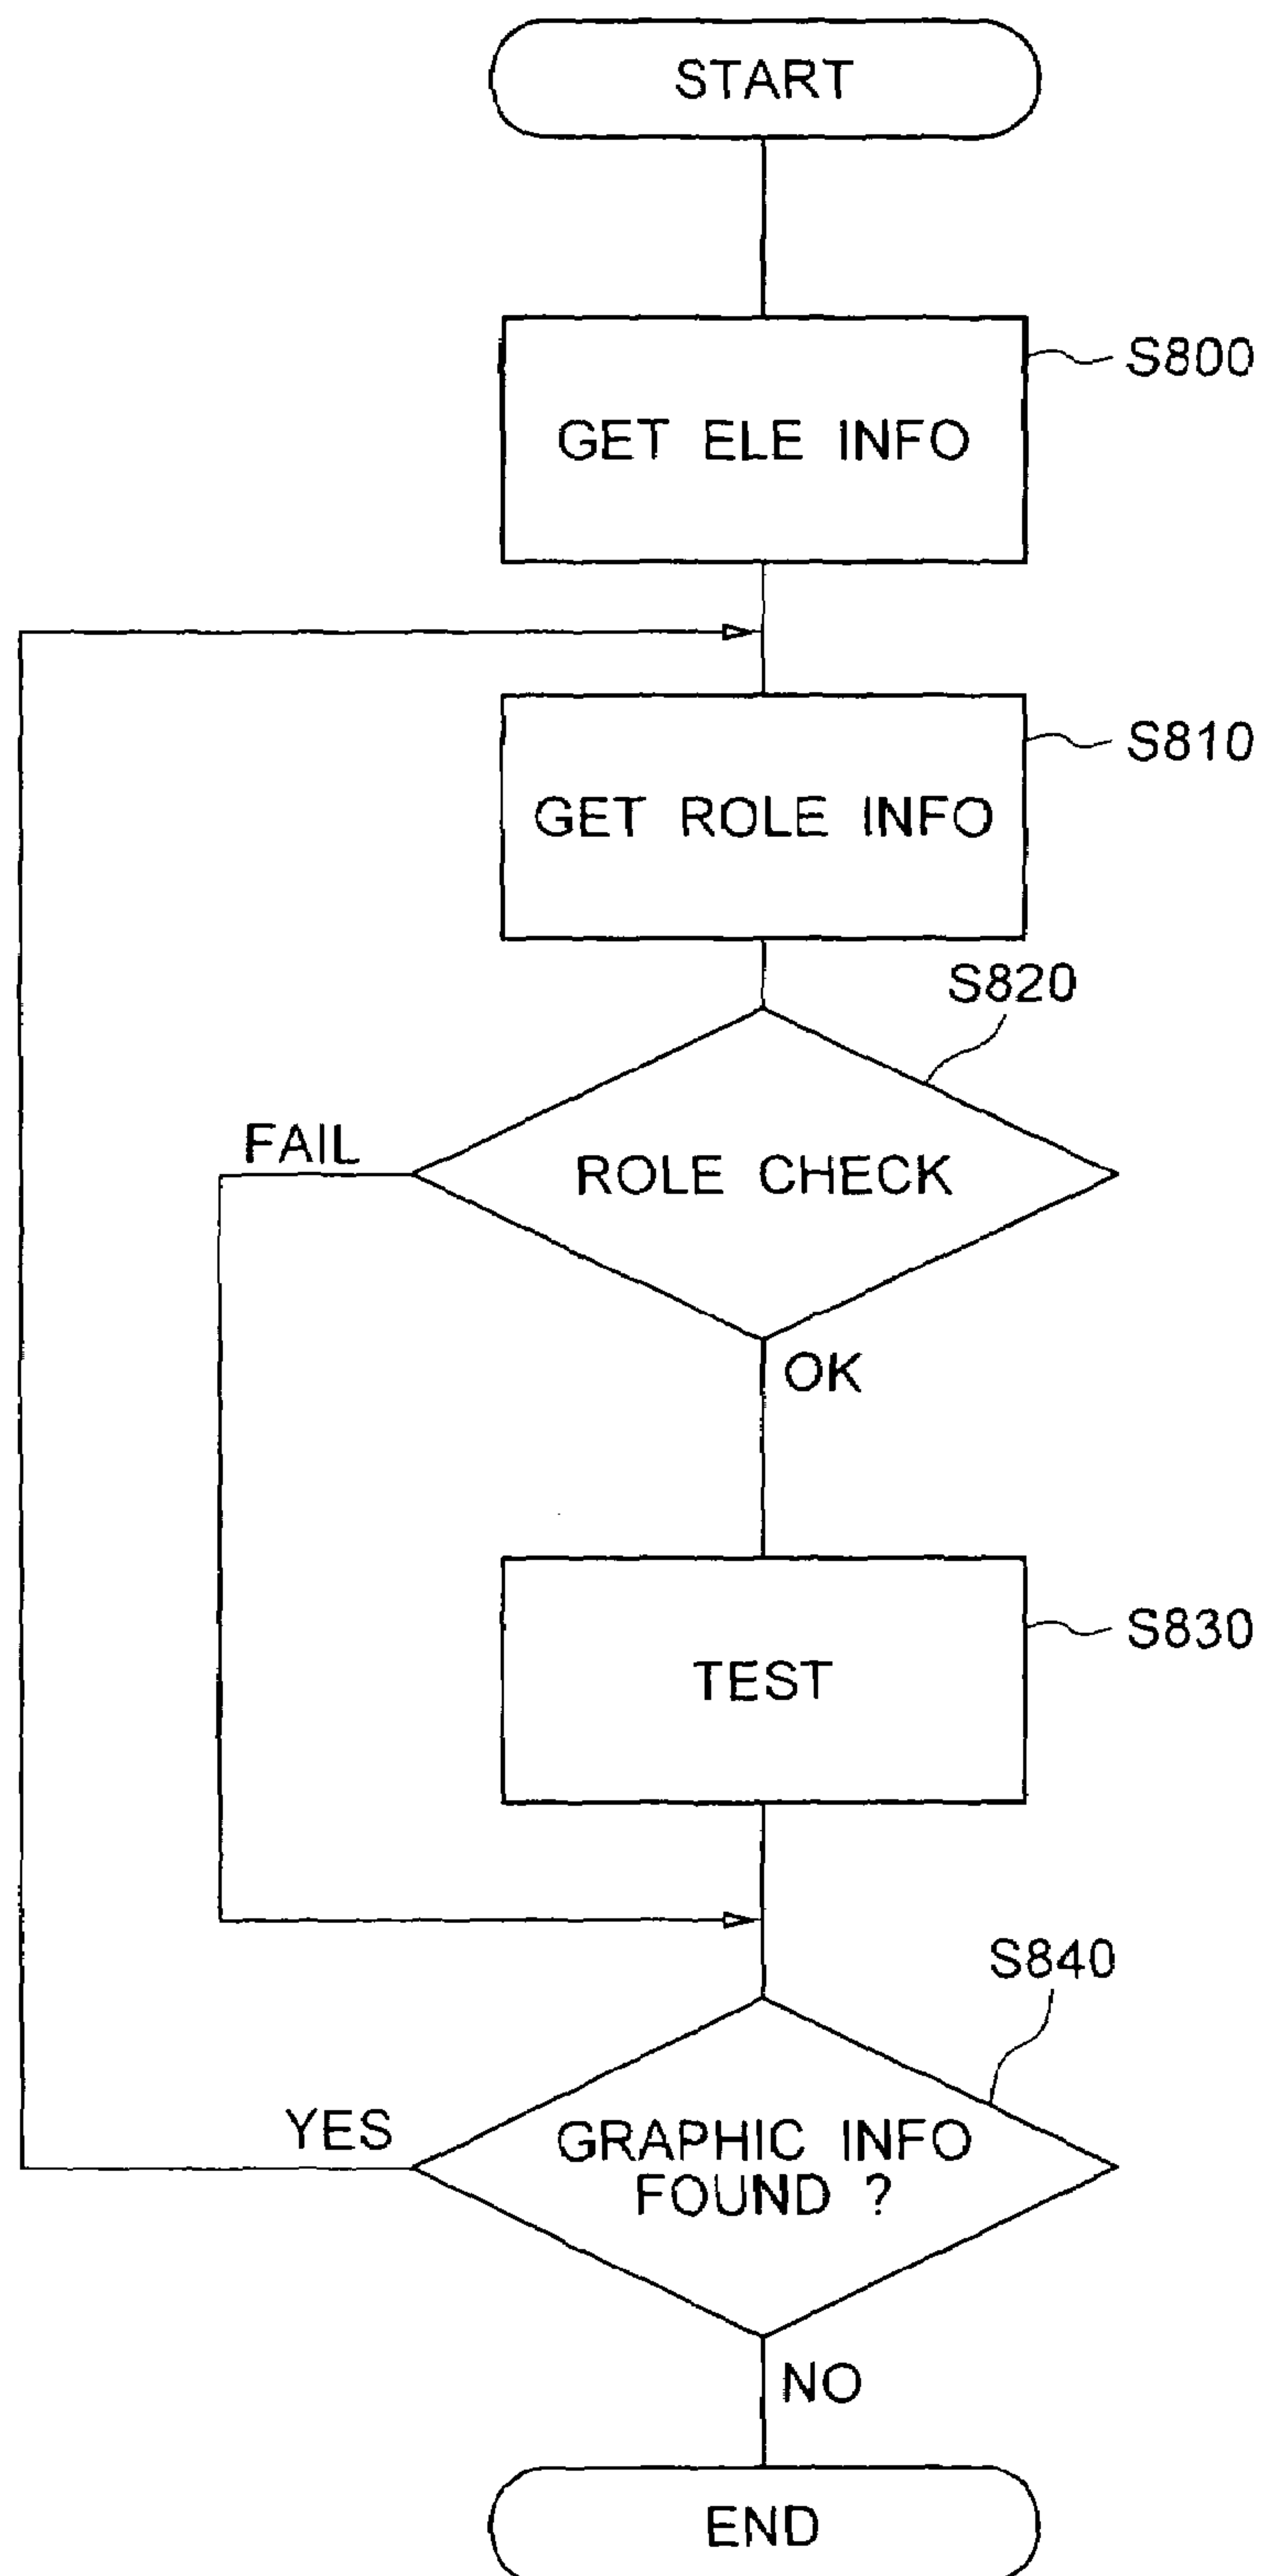 START
GET ELE INFO
S800
GET ROLE INFO
S810
S820
FAIL
ROLE CHECK
OK
TEST
S830
S840
YES
GRAPHIC INFO
FOUND ?
NO
END